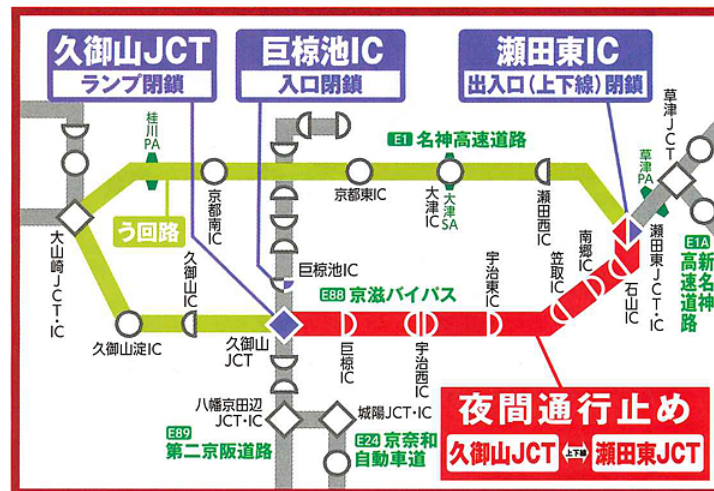 久御山JCT
ランプ閉鎖
巨椋池IC
入口閉鎖
瀬田東IC
出入口(上下線)閉鎖
桂川PA
京都南IC
京都東IC
E1 名神高速道路
大津IC
大津SA
瀬田西IC
草津JCT
草津PA
瀬田東JCT・IC
E1A
新名神高速道路
う回路
大山崎JCT・IC
久御山淀IC
久御山IC
久御山JCT
巨椋池IC
E88 京滋バイパス
巨椋IC
宇治西IC
宇治東IC
笠取IC
南郷IC
石山IC
八幡京田辺JCT・IC
城陽JCT・IC
E89
第二京阪道路
E24 京奈和自動車道
夜間通行止め
久御山JCT 上下線 瀬田東JCT